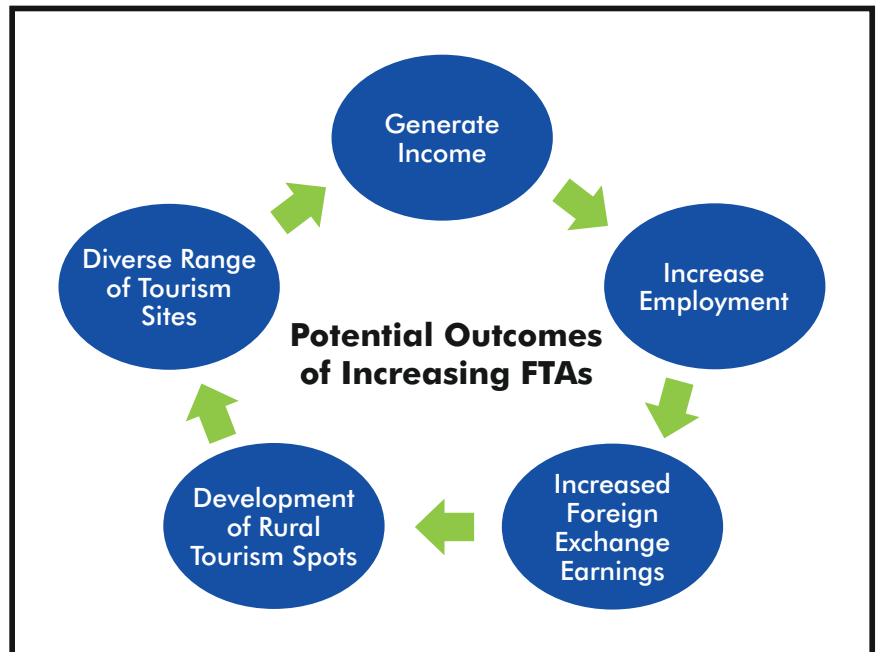 Generate
Income
Increase
Employment
Increased
Foreign
Exchange
Earnings
Development
of Rural
Tourism Spots
Diverse Range
of Tourism
Sites
Potential Outcomes
of Increasing FTAs